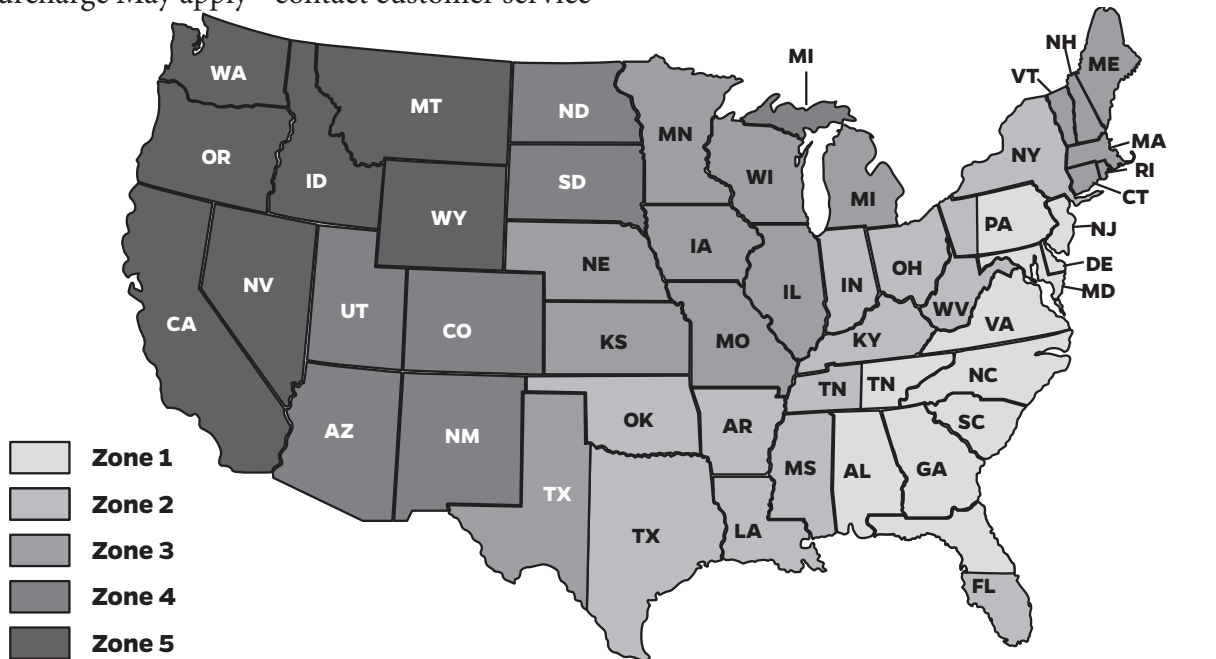 urcharge May apply - contact customer service
MI
NH
ME
VT
WA
MT
ND
MN
MA
OR
ID
SD
WI
MI
NY
RI
CT
WY
PA
NJ
NV
NE
IA
IL
IN
OH
DE
MD
WV
VA
CA
UT
CO
KS
MO
KY
TN
TN
NC
AZ
NM
OK
AR
SC
Zone 1
MS
AL
GA
Zone 2
TX
TX
LA
Zone 3
FL
Zone 4
Zone 5